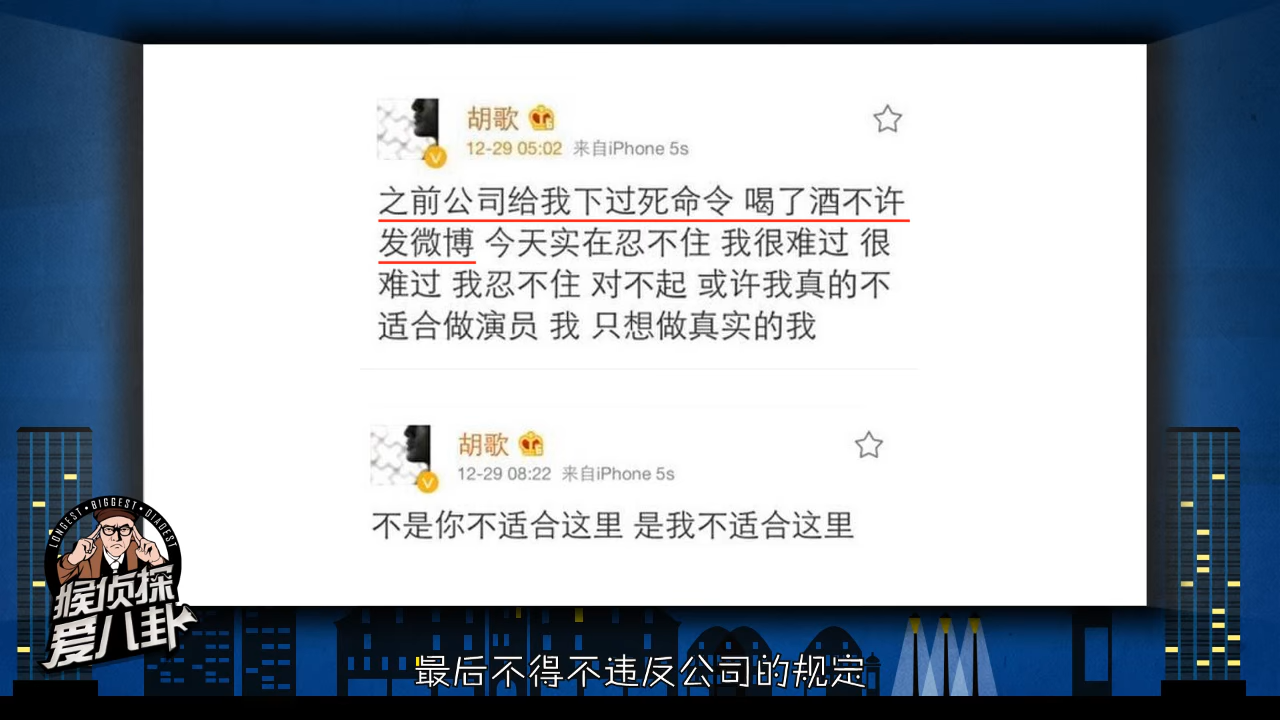 胡歌
12-29 05:02 来自iPhone 5s
之前公司给我下过死命令 喝了酒不许
发微博 今天实在忍不住 我很难过 很
难过 我忍不住 对不起 或许我真的不
适合做演员 我 只想做真实的我
胡歌
12-29 08:22 来自iPhone 5s
不是你不适合这里 是我不适合这里
LONGEST·BIGGEST·DIAOEST
猴侦探
爱八卦
最后不得不违反公司的规定